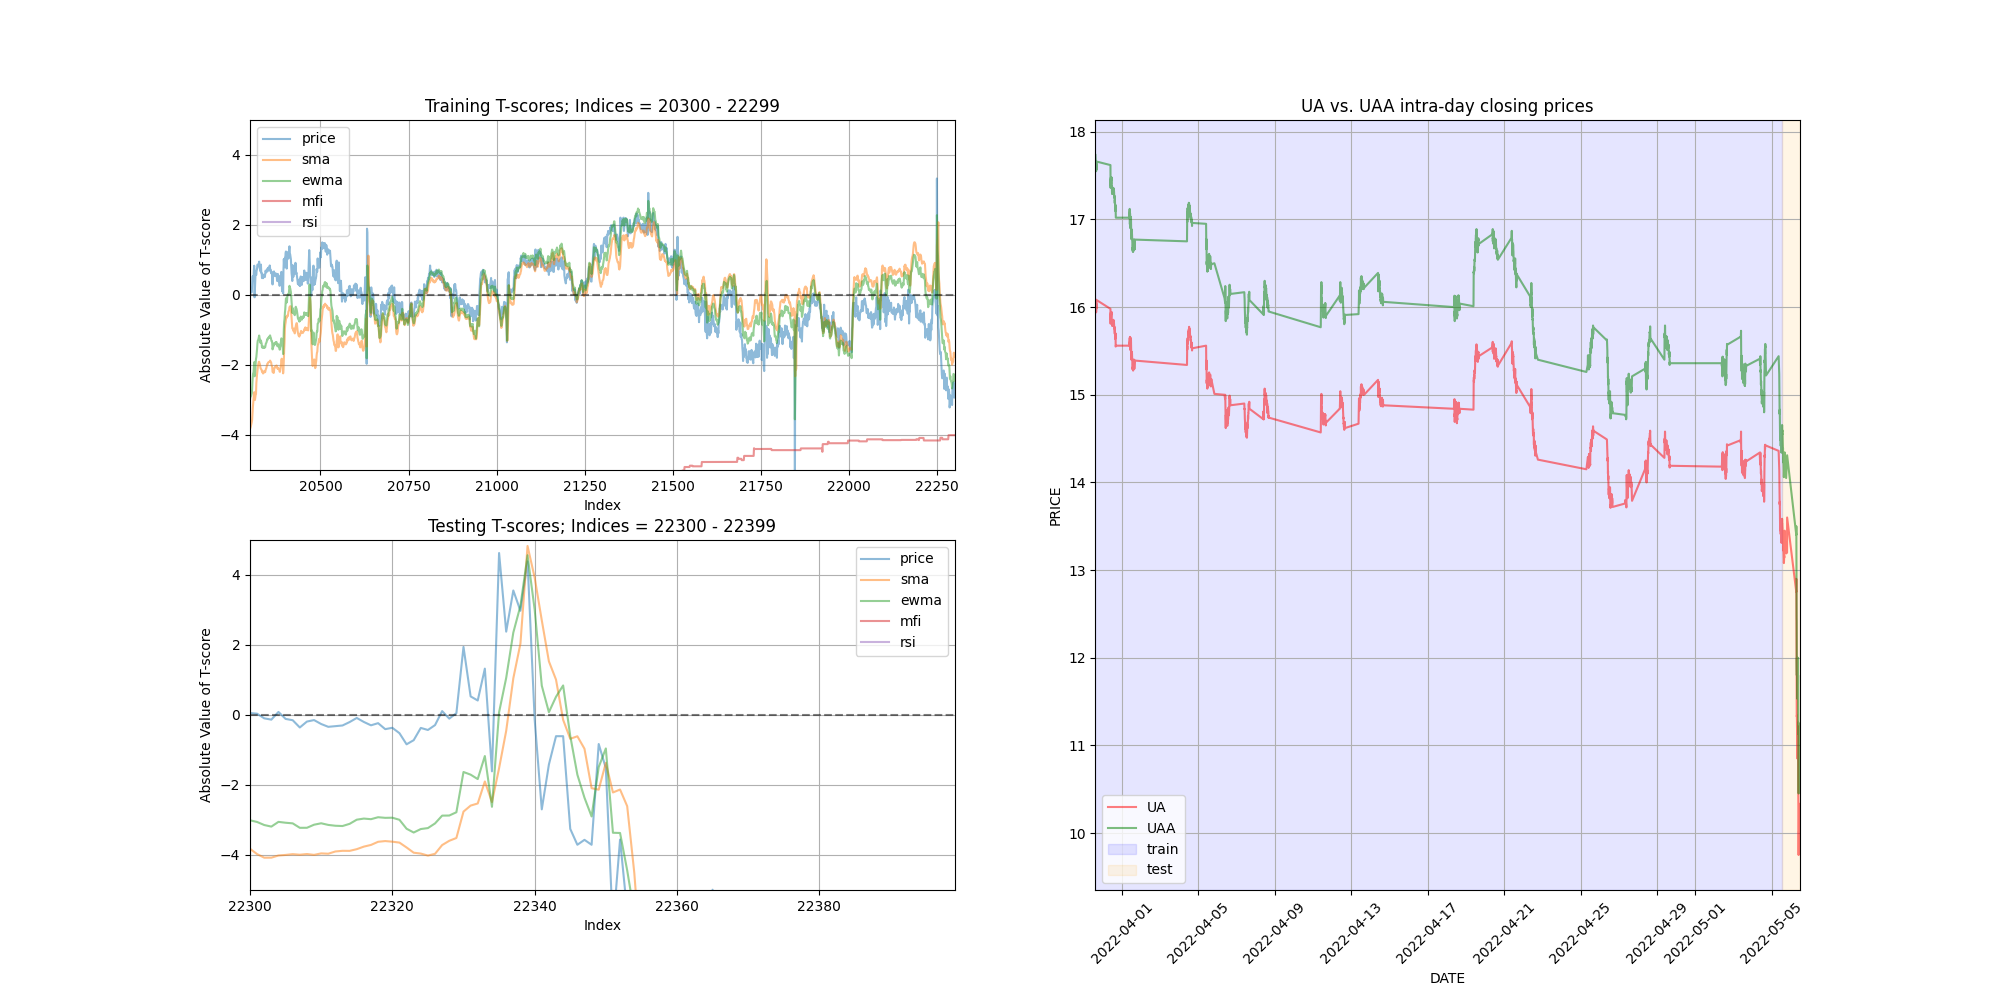 Training T-scores; Indices = 20300 - 22299
Absolute Value of T-score
4
2
0
−2
−4
price
sma
ewma
mfi
rsi
20500 20750 21000 21250 21500 21750 22000 22250
Index
Testing T-scores; Indices = 22300 - 22399
Absolute Value of T-score
4
2
0
−2
−4
price
sma
ewma
mfi
rsi
22300 22320 22340 22360 22380
Index
UA vs. UAA intra-day closing prices
PRICE
18
17
16
15
14
13
12
11
10
UA
UAA
train
test
2022-04-01 2022-04-05 2022-04-09 2022-04-13 2022-04-17 2022-04-21 2022-04-25 2022-04-29 2022-05-01 2022-05-05
DATE